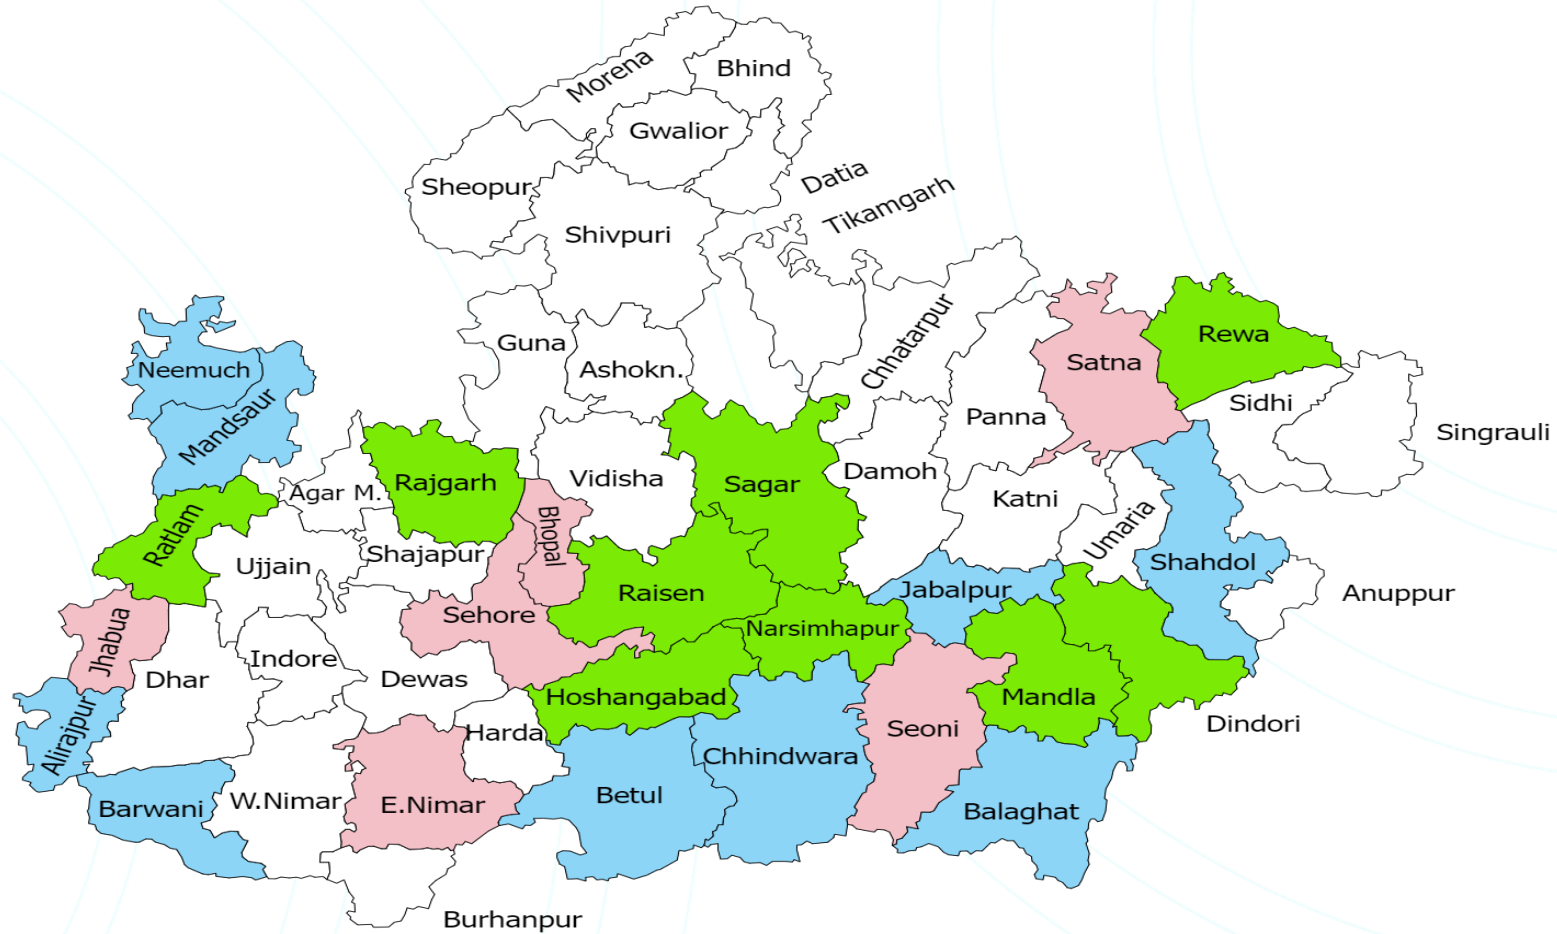 Morena
Bhind
Gwalior
Datia
Sheopur
Tikamgarh
Shivpuri
Chhatarpur
Guna
Ashokn.
Neemuch
Mandsaur
Satna
Rewa
Panna
Sidhi
Singrauli
Agar M.
Rajgarh
Vidisha
Sagar
Damoh
Katni
Umaria
Ratlam
Ujjain
Shajapur
Bhopal
Shahdol
Anuppur
Raisen
Jabalpur
Sehore
Narsimhapur
Jhabua
Indore
Dhar
Dewas
Hoshangabad
Mandla
Dindori
Alirajpur
Harda
Seoni
Chhindwara
Barwani
W.Nimar
E.Nimar
Betul
Balaghat
Burhanpur